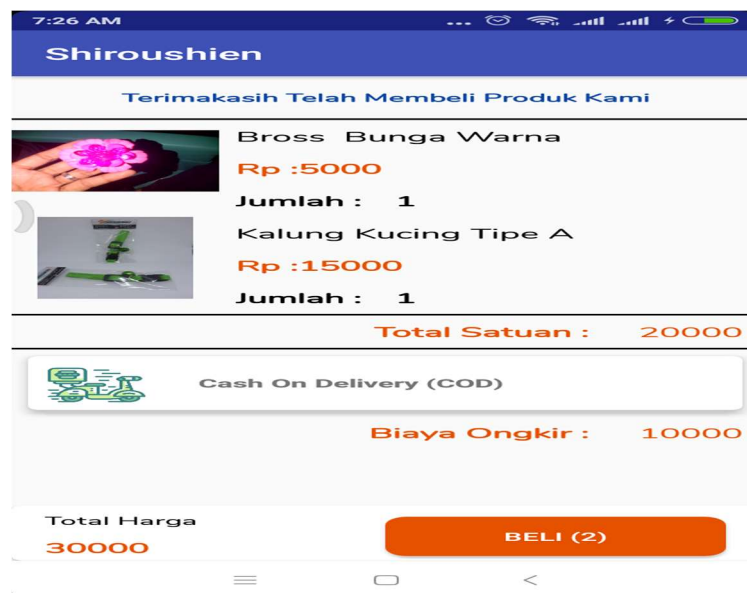 7:26 AM
Shiroushien
Terimakasih Telah Membeli Produk Kami
Bross Bunga Warna
Rp :5000
Jumlah : 1
Kalung Kucing Tipe A
Rp :15000
Jumlah : 1
Total Satuan : 20000
Cash On Delivery (COD)
Biaya Ongkir : 10000
Total Harga
30000
BELI (2)